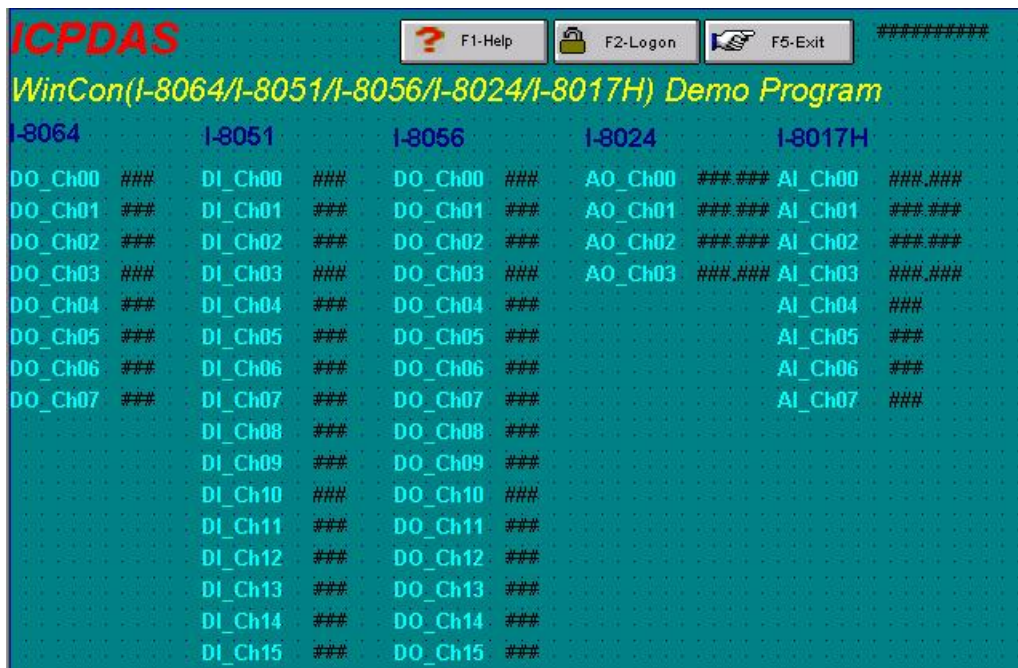 ICPDAS F1-Help F2-Logon F5-Exit ##########
WinCon(I-8064/I-8051/I-8056/I-8024/I-8017H) Demo Program
I-8064 I-8051 I-8056 I-8024 I-8017H
DO_Ch00 ### DI_Ch00 ### DO_Ch00 ### AO_Ch00 ###.### AI_Ch00 ###.###
DO_Ch01 ### DI_Ch01 ### DO_Ch01 ### AO_Ch01 ###.### AI_Ch01 ###.###
DO_Ch02 ### DI_Ch02 ### DO_Ch02 ### AO_Ch02 ###.### AI_Ch02 ###.###
DO_Ch03 ### DI_Ch03 ### DO_Ch03 ### AO_Ch03 ###.### AI_Ch03 ###.###
DO_Ch04 ### DI_Ch04 ### DO_Ch04 ### AI_Ch04 ###
DO_Ch05 ### DI_Ch05 ### DO_Ch05 ### AI_Ch05 ###
DO_Ch06 ### DI_Ch06 ### DO_Ch06 ### AI_Ch06 ###
DO_Ch07 ### DI_Ch07 ### DO_Ch07 ### AI_Ch07 ###
DI_Ch08 ### DO_Ch08 ###
DI_Ch09 ### DO_Ch09 ###
DI_Ch10 ### DO_Ch10 ###
DI_Ch11 ### DO_Ch11 ###
DI_Ch12 ### DO_Ch12 ###
DI_Ch13 ### DO_Ch13 ###
DI_Ch14 ### DO_Ch14 ###
DI_Ch15 ### DO_Ch15 ###